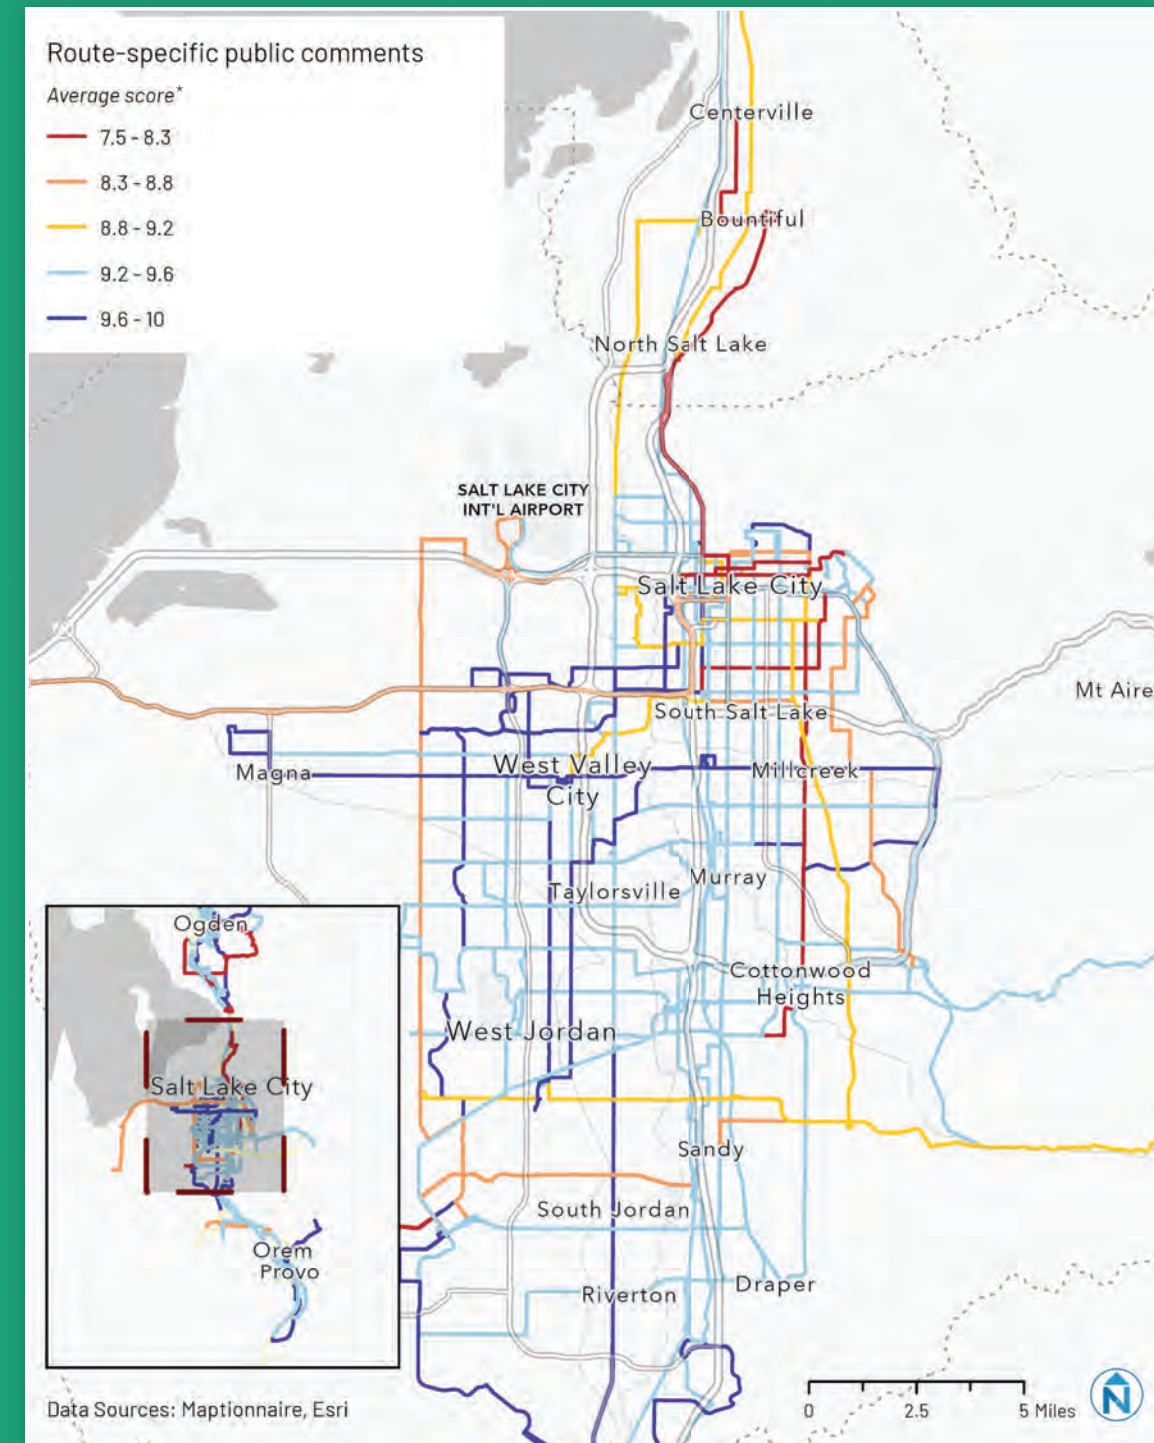 Route-specific public comments
Average score*
7.5 - 8.3
8.3 - 8.8
8.8 - 9.2
9.2 - 9.6
9.6 - 10
Centerville
Bountiful
North Salt Lake
SALT LAKE CITY
INT'L AIRPORT
Salt Lake City
Mt Aire
South Salt Lake
West Valley
City
Magna
Millcreek
Murray
Taylorsville
Cottonwood
Heights
West Jordan
Sandy
South Jordan
Riverton
Draper
Ogden
Salt Lake City
Orem
Provo
Data Sources: Maptionnaire, Esri
0 2.5 5 Miles
N